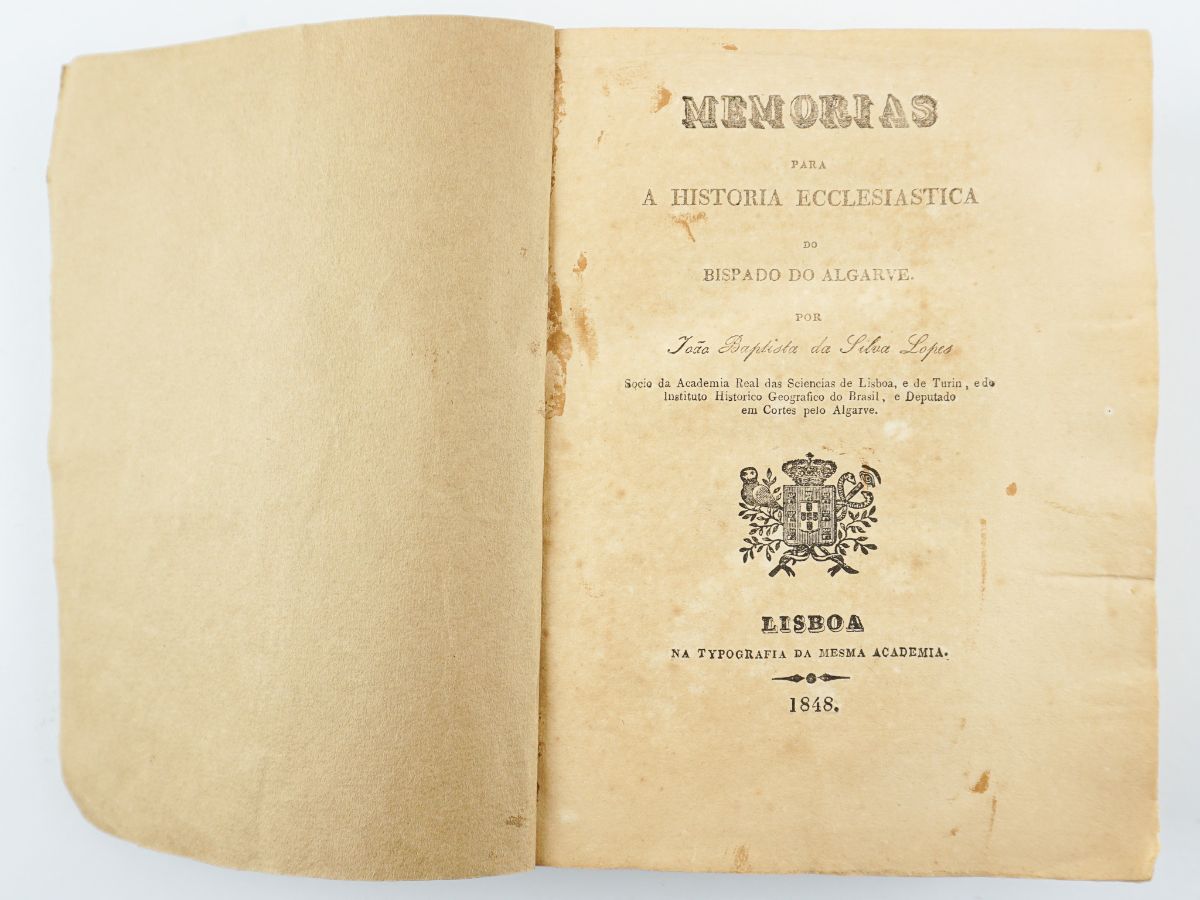 MEMORIAS
PARA
A HISTORIA ECCLESIASTICA
DO
BISPADO DO ALGARVE.
POR
João Baptista da Silva Lopes
Socio da Academia Real das Sciencias de Lisboa, e de Turin, e do
Instituto Historico Geografico do Brasil, e Deputado
em Cortes pelo Algarve.
LISBOA
NA TYPOGRAFIA DA MESMA ACADEMIA.
1848.